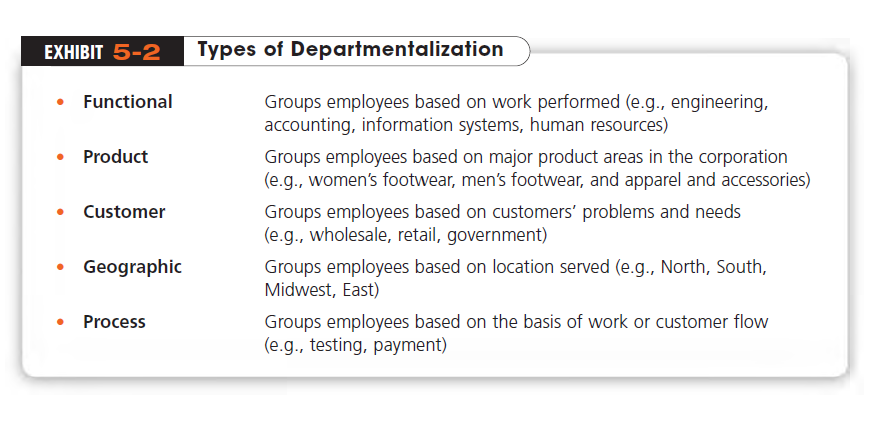 EXHIBIT 5-2 Types of Departmentalization
• Functional Groups employees based on work performed (e.g., engineering,
accounting, information systems, human resources)
• Product Groups employees based on major product areas in the corporation
(e.g., women’s footwear, men’s footwear, and apparel and accessories)
• Customer Groups employees based on customers’ problems and needs
(e.g., wholesale, retail, government)
• Geographic Groups employees based on location served (e.g., North, South,
Midwest, East)
• Process Groups employees based on the basis of work or customer flow
(e.g., testing, payment)